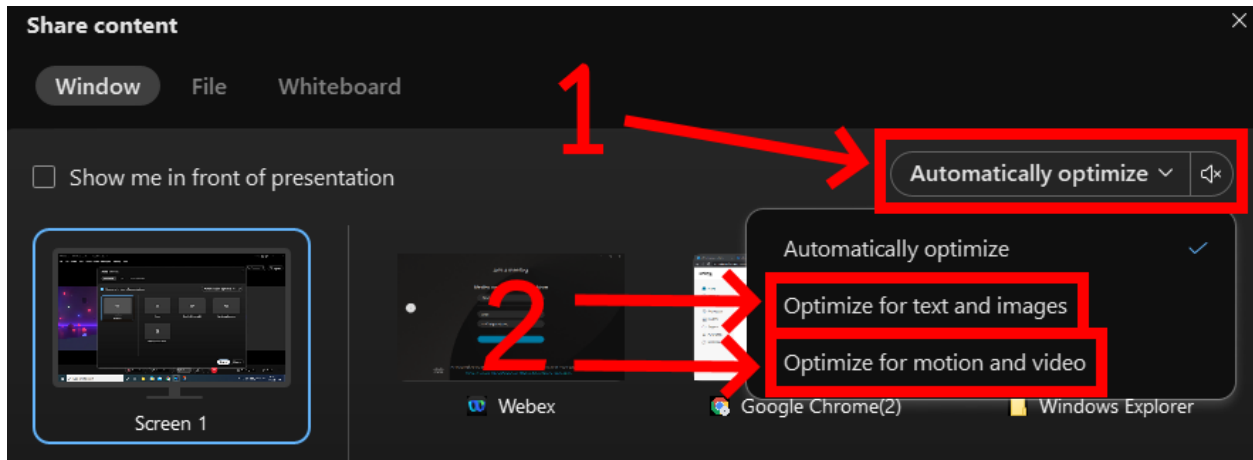 Share content
Window File Whiteboard
1
Show me in front of presentation
Automatically optimize
Automatically optimize
Optimize for text and images
2
Optimize for motion and video
Screen 1
Webex
Google Chrome(2)
Windows Explorer